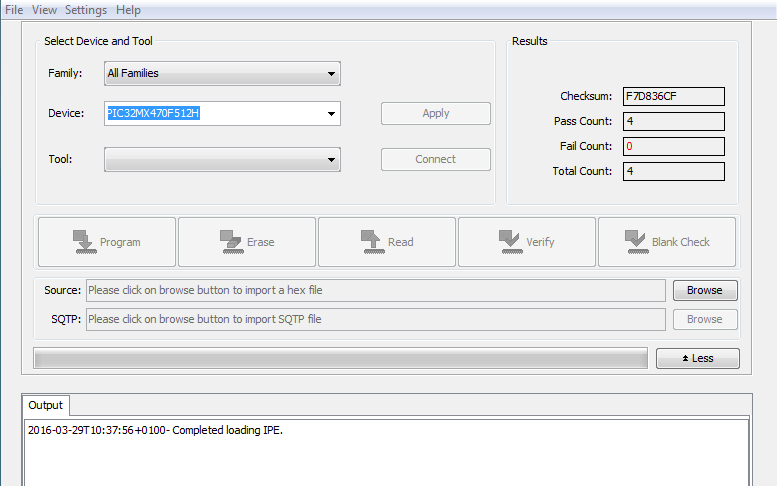 File View Settings Help
Select Device and Tool
Family: All Families
Device: PIC32MX470F512H Apply
Tool: Connect
Results
Checksum: F7D836CF
Pass Count: 4
Fail Count: 0
Total Count: 4
Program Erase Read Verify Blank Check
Source: Please click on browse button to import a hex file Browse
SQTP: Please click on browse button to import SQTP file Browse
Less
Output
2016-03-29T10:37:56+0100- Completed loading IPE.